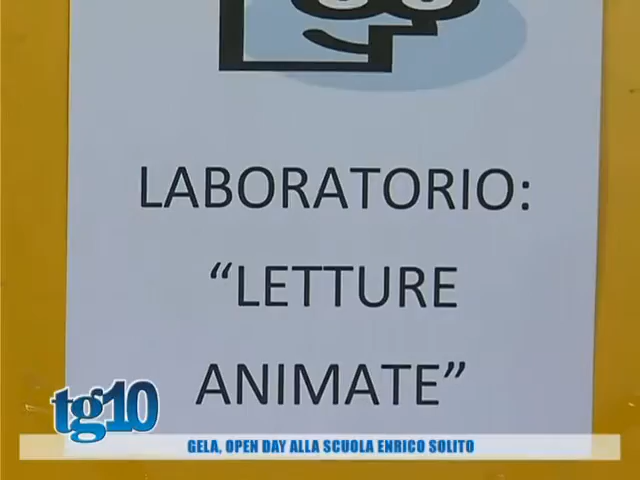 LABORATORIO:
“LETTURE
ANIMATE”
tg10
GELA, OPEN DAY ALLA SCUOLA ENRICO SOLITO